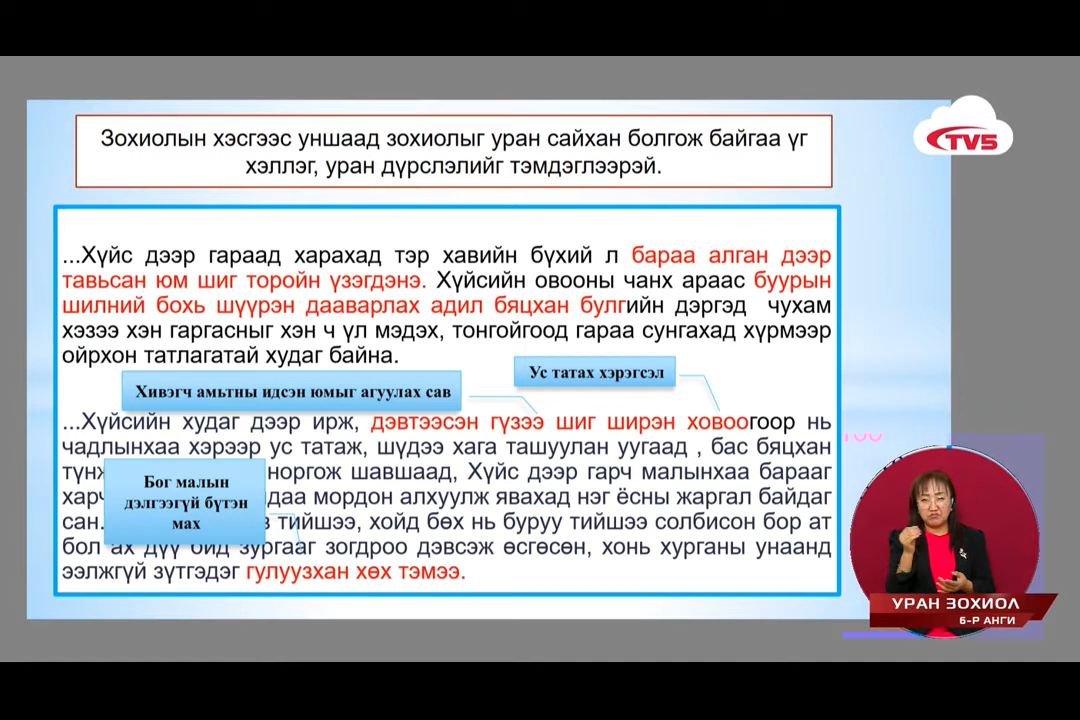 Зохиолын хэсгээс уншаад зохиолыг уран сайхан болгож байгаа үг
хэллэг, уран дүрслэлийг тэмдэглээрэй.
TV5
...Хүйс дээр гараад харахад тэр хавийн бүхий л бараа алган дээр
тавьсан юм шиг торойн үзэгдэнэ. Хүйсийн овооны чанх араас буурын
шилний бохь шүүрэн дааварлах адил бяцхан булгийн дэргэд чухам
хэзээ хэн гаргасныг хэн ч үл мэдэх, тонгойгоод гараа сунгахад хүрмээр
ойрхон татлагатай худаг байна.
Ус татах хэрэгсэл
Хивэгч амьтны идсэн юмыг агуулах сав
...Хүйсийн худаг дээр ирж, дэвтээсэн гүзээ шиг ширэн ховоогоор нь
чадлынхаа хэрээр ус татаж, шүдээ хага ташуулан уугаад , бас бяцхан
норгож шавшаад, Хүйс дээр гарч малынхаа барааг
мордон алхуулж явахад нэг ёсны жаргал байдаг
сан. тийшээ, хойд бөх нь буруу тийшээ солбисон бор ат
бол ах дүү бид зургааг зогдроо дэвсэж өсгөсөн, хонь хурганы унаанд
ээлжгүй зүтгэдэг гулуузхан хөх тэмээ.
Бог малын
дэлгээгүй бүтэн
мах
УРАН ЗОХИОЛ
6-Р АНГИ